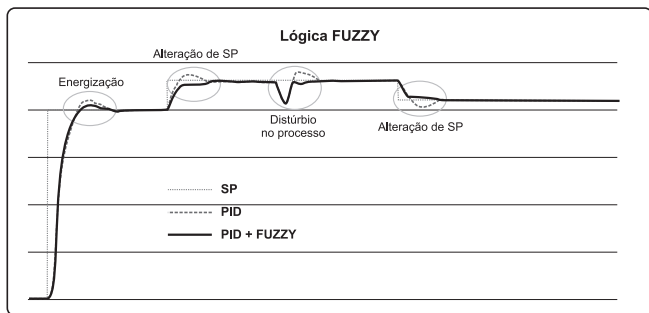 Lógica FUZZY
Alteração de SP
Energização
Distúrbio
no processo
Alteração de SP
SP
PID
PID + FUZZY